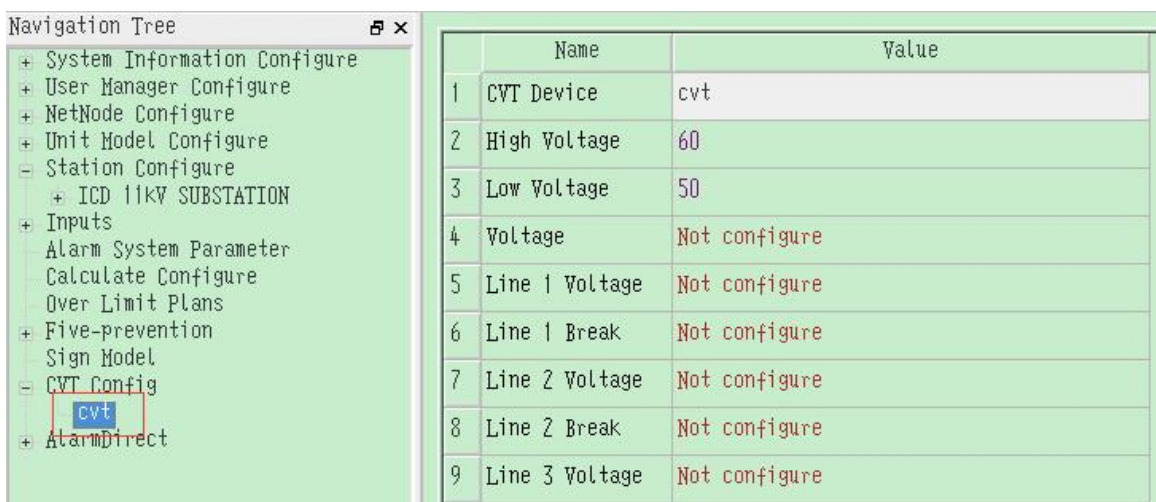 Navigation Tree
+ System Information Configure
+ User Manager Configure
+ NetNode Configure
+ Unit Model Configure
- Station Configure
+ ICD 11kV SUBSTATION
+ Inputs
Alarm System Parameter
Calculate Configure
Over Limit Plans
+ Five-prevention
Sign Model
- CVT Config
cvt
+ AlarmDirect
Name Value
1 CVT Device cvt
2 High Voltage 60
3 Low Voltage 50
4 Voltage Not configure
5 Line 1 Voltage Not configure
6 Line 1 Break Not configure
7 Line 2 Voltage Not configure
8 Line 2 Break Not configure
9 Line 3 Voltage Not configure